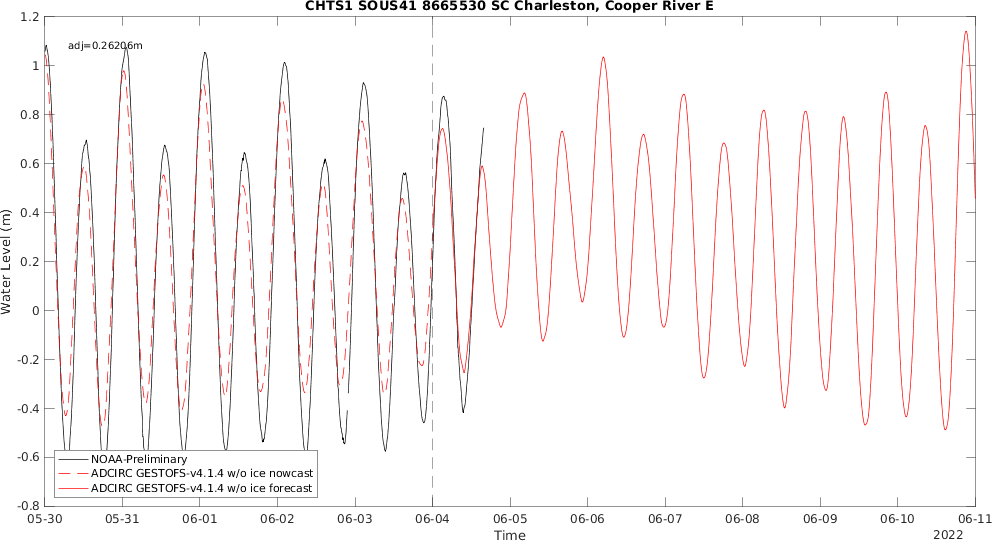 CHTS1 SOUS41 8665530 SC Charleston, Cooper River E
adj=0.26206m
1.2
1
0.8
0.6
0.4
0.2
0
-0.2
-0.4
-0.6
-0.8
Water Level (m)
NOAA-Preliminary
ADCIRC GESTOFS-v4.1.4 w/o ice nowcast
ADCIRC GESTOFS-v4.1.4 w/o ice forecast
05-30 05-31 06-01 06-02 06-03 06-04 06-05 06-06 06-07 06-08 06-09 06-10 06-11
Time
2022